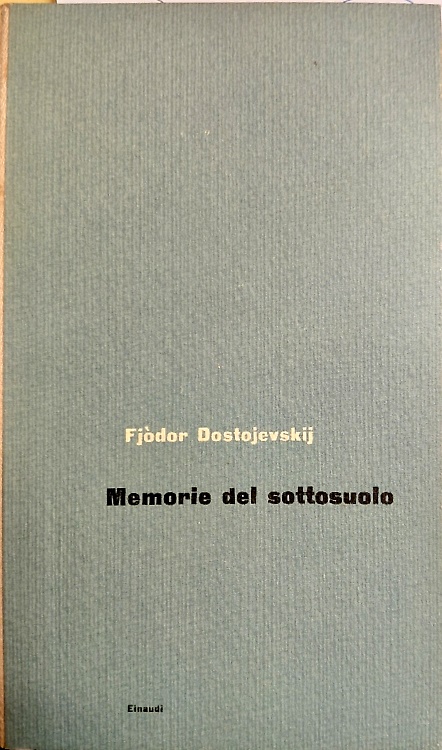 Fjòdor Dostojevskij
Memorie del sottosuolo
Einaudi